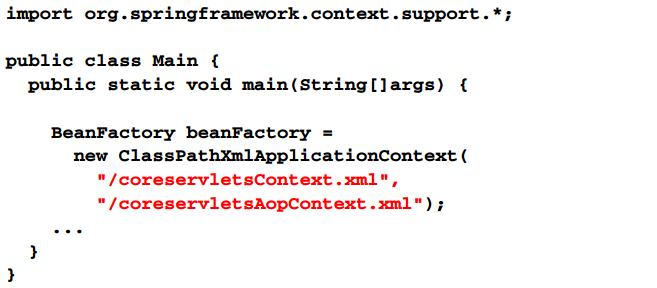 import org.springframework.context.support.*;
public class Main {
public static void main(String[]args) {
BeanFactory beanFactory =
new ClassPathXmlApplicationContext(
"/coreservletsContext.xml",
"/coreservletsAopContext.xml");
...
}
}